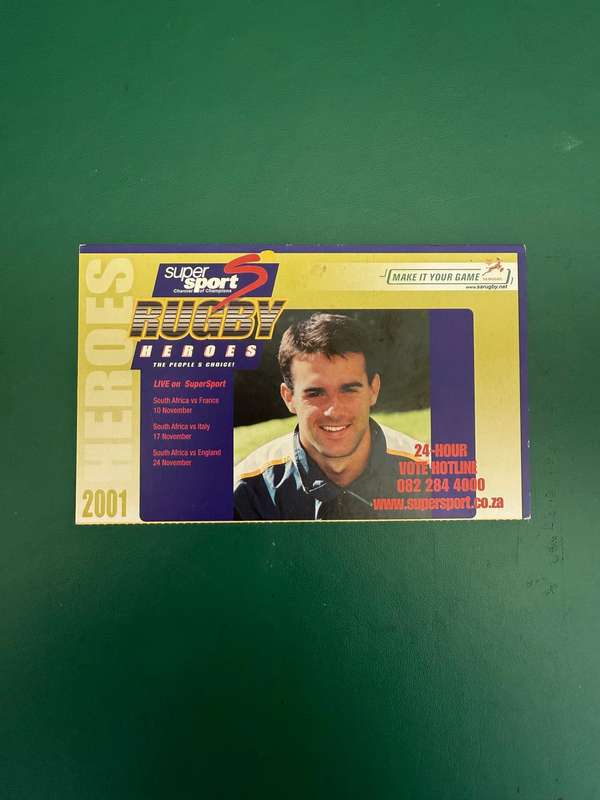 HEROES
2001
super
sport
Channel of Champions
RUGBY
HEROES
THE PEOPLE S CHOICE!
LIVE on SuperSport
South Africa vs France
10 November
South Africa vs Italy
17 November
South Africa vs England
24 November
MAKE IT YOUR GAME
www.sarugby.net
24-HOUR
VOTE HOTLINE
082 284 4000
www.supersport.co.za